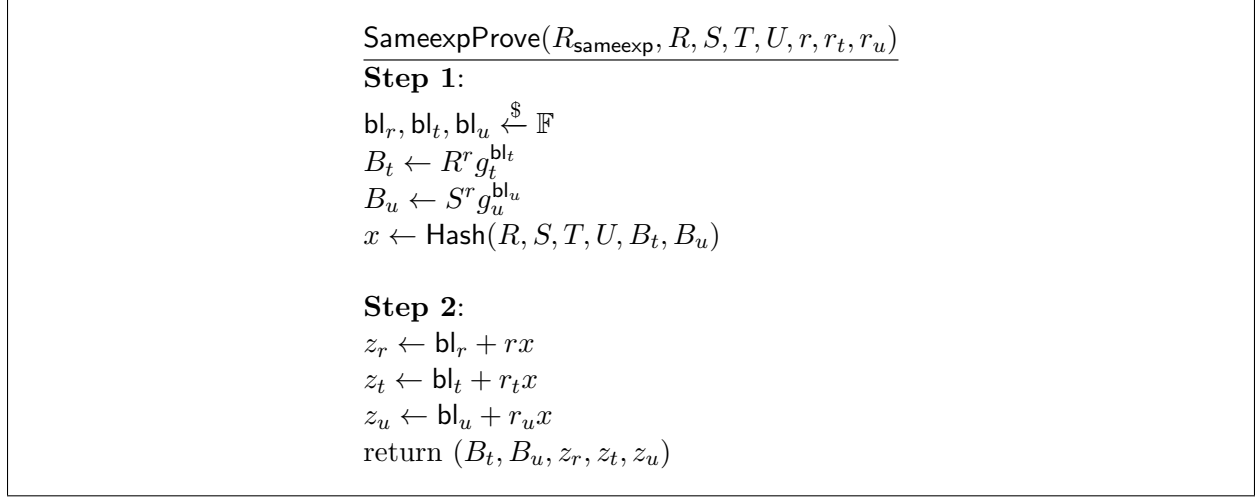 SameexpProve(R_sameexp, R, S, T, U, r, r_t, r_u)
Step 1:
bl_r, bl_t, bl_u ←$ 𝔽
B_t ← R^r g_t^{bl_t}
B_u ← S^r g_u^{bl_u}
x ← Hash(R, S, T, U, B_t, B_u)
Step 2:
z_r ← bl_r + rx
z_t ← bl_t + r_t x
z_u ← bl_u + r_u x
return (B_t, B_u, z_r, z_t, z_u)